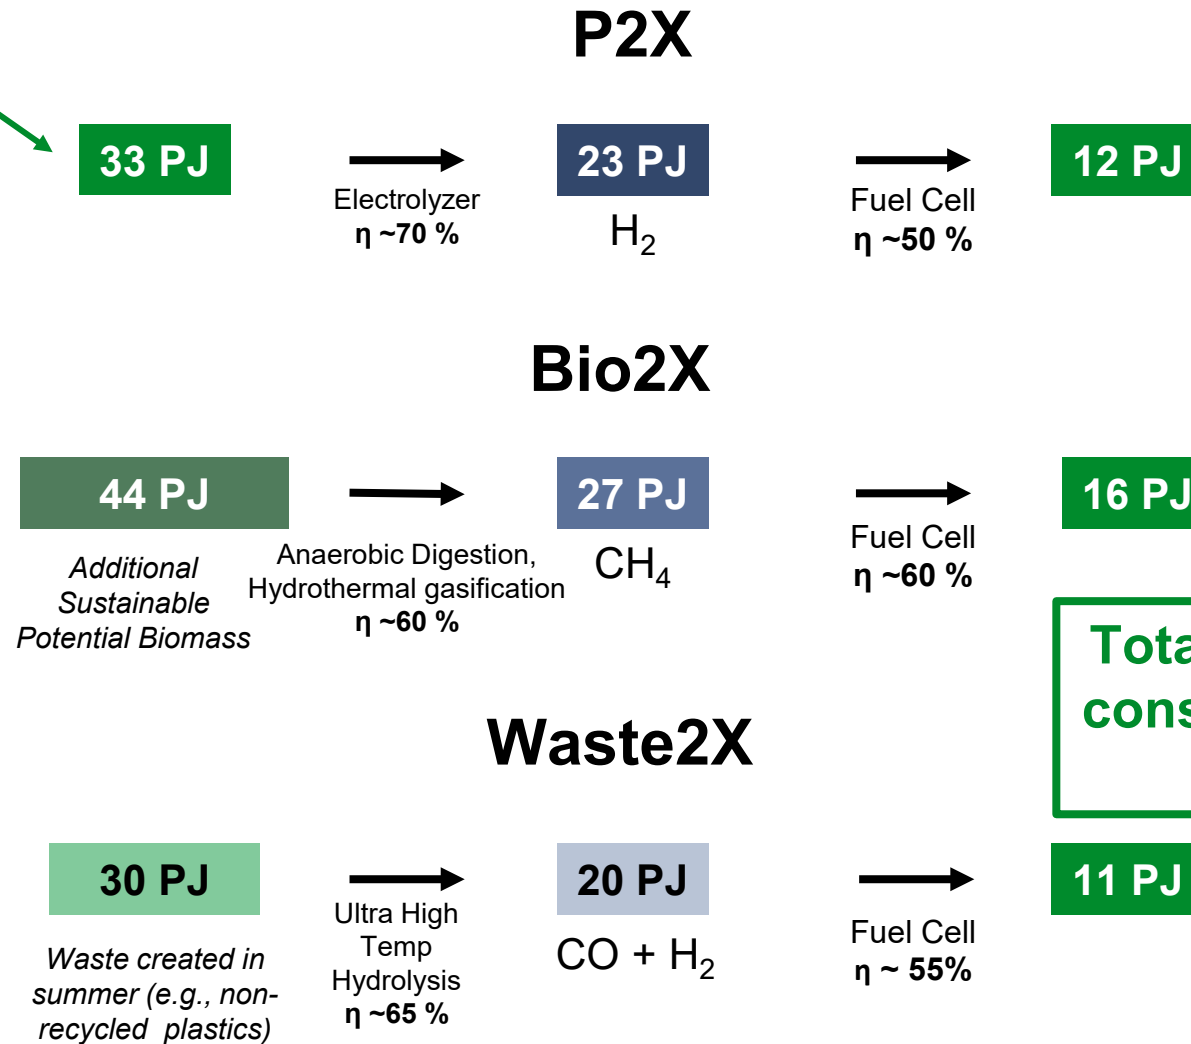 P2X
33 PJ
Electrolyzer
η ~70 %
23 PJ
H₂
Fuel Cell
η ~50 %
12 PJ
Bio2X
44 PJ
Additional
Sustainable
Potential Biomass
Anaerobic Digestion,
Hydrothermal gasification
η ~60 %
27 PJ
CH₄
Fuel Cell
η ~60 %
16 PJ
Waste2X
30 PJ
Waste created in
summer (e.g., non-
recycled plastics)
Ultra High
Temp
Hydrolysis
η ~65 %
20 PJ
CO + H₂
Fuel Cell
η ~ 55%
11 PJ